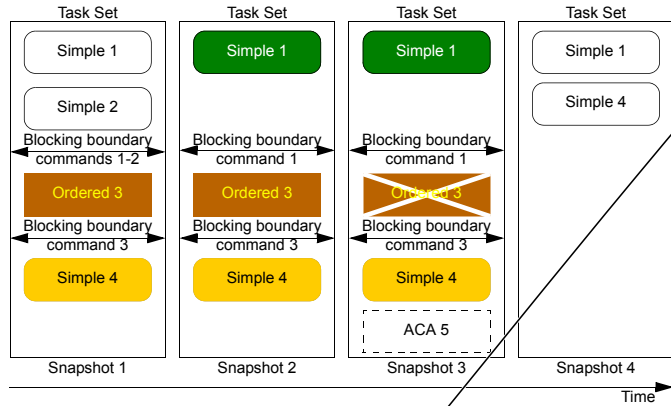 Task Set
Task Set
Task Set
Task Set
Simple 1
Simple 1
Simple 1
Simple 1
Simple 2
Simple 4
Blocking boundary
commands 1-2
Blocking boundary
command 1
Blocking boundary
command 1
Ordered 3
Ordered 3
Ordered 3
Blocking boundary
command 3
Blocking boundary
command 3
Blocking boundary
command 3
Simple 4
Simple 4
Simple 4
ACA 5
Snapshot 1
Snapshot 2
Snapshot 3
Snapshot 4
Time